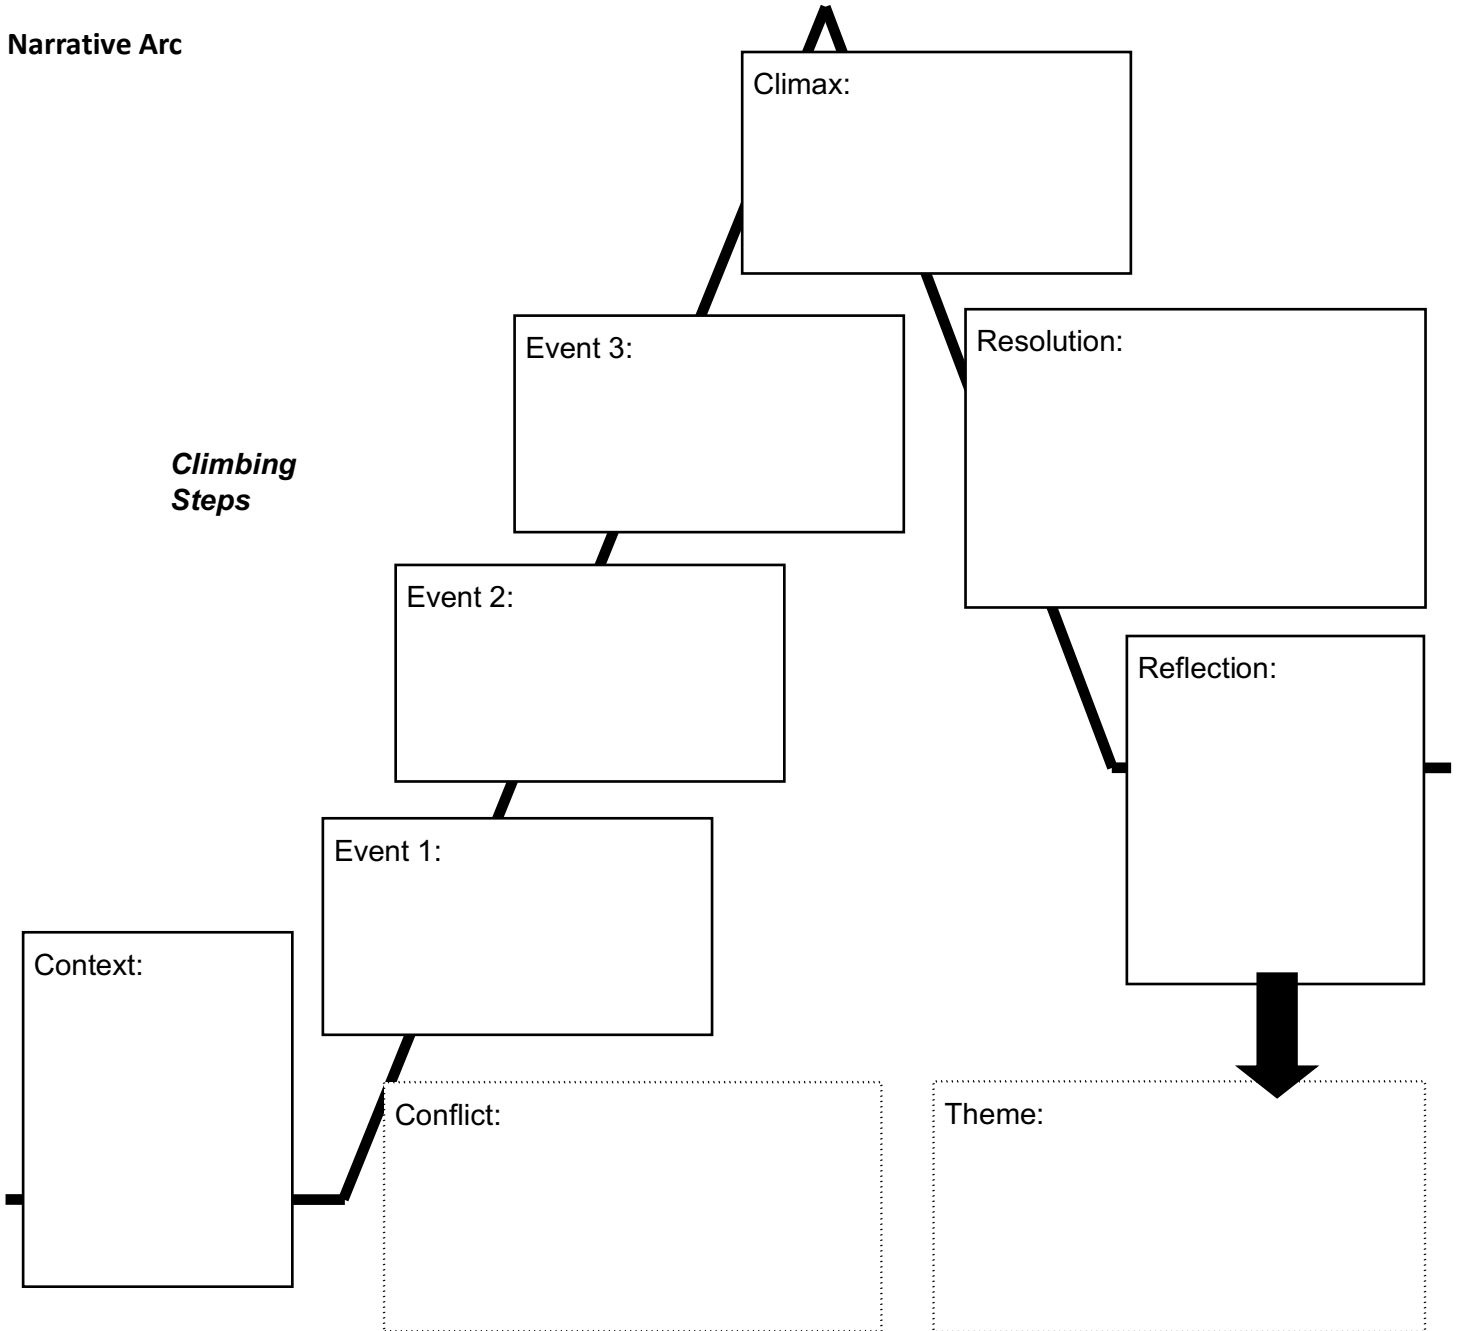 Narrative Arc
Climax:
Event 3:
Resolution:
Climbing
Steps
Event 2:
Reflection:
Event 1:
Context:
Conflict:
Theme: